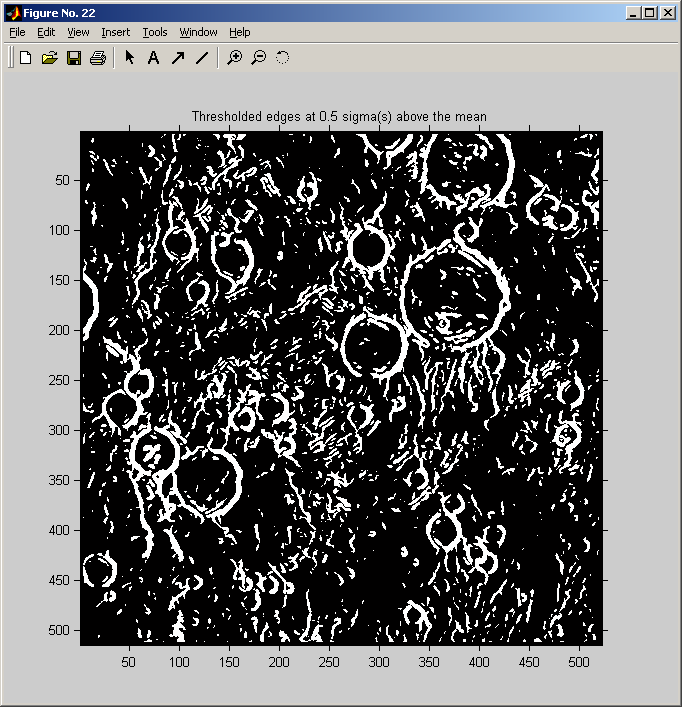 Figure No. 22
File Edit View Insert Tools Window Help
A
Thresholded edges at 0.5 sigma(s) above the mean
50
100
150
200
250
300
350
400
450
500
50 100 150 200 250 300 350 400 450 500